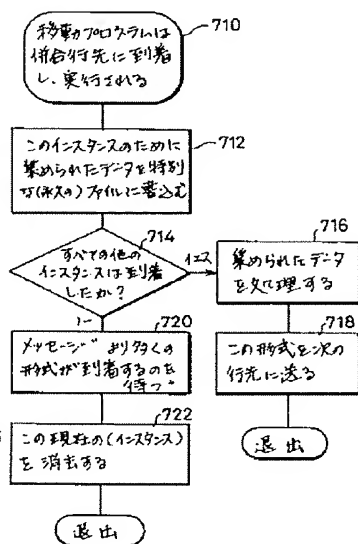 移動プログラムは
併合行先に到着
し、実行される
710
このインスタンスのために
集められたデータを特別
な(永久の)ファイルに書込む
712
すべての他の
インスタンスは到着
したか?
714
イエス
ノー
集められたデータ
を処理する
716
この形式を次の
行先に送る
718
退出
メッセージ より多くの
形式が到着するのを
待つ
720
この現在の(インスタンス)
を消去する
722
退出